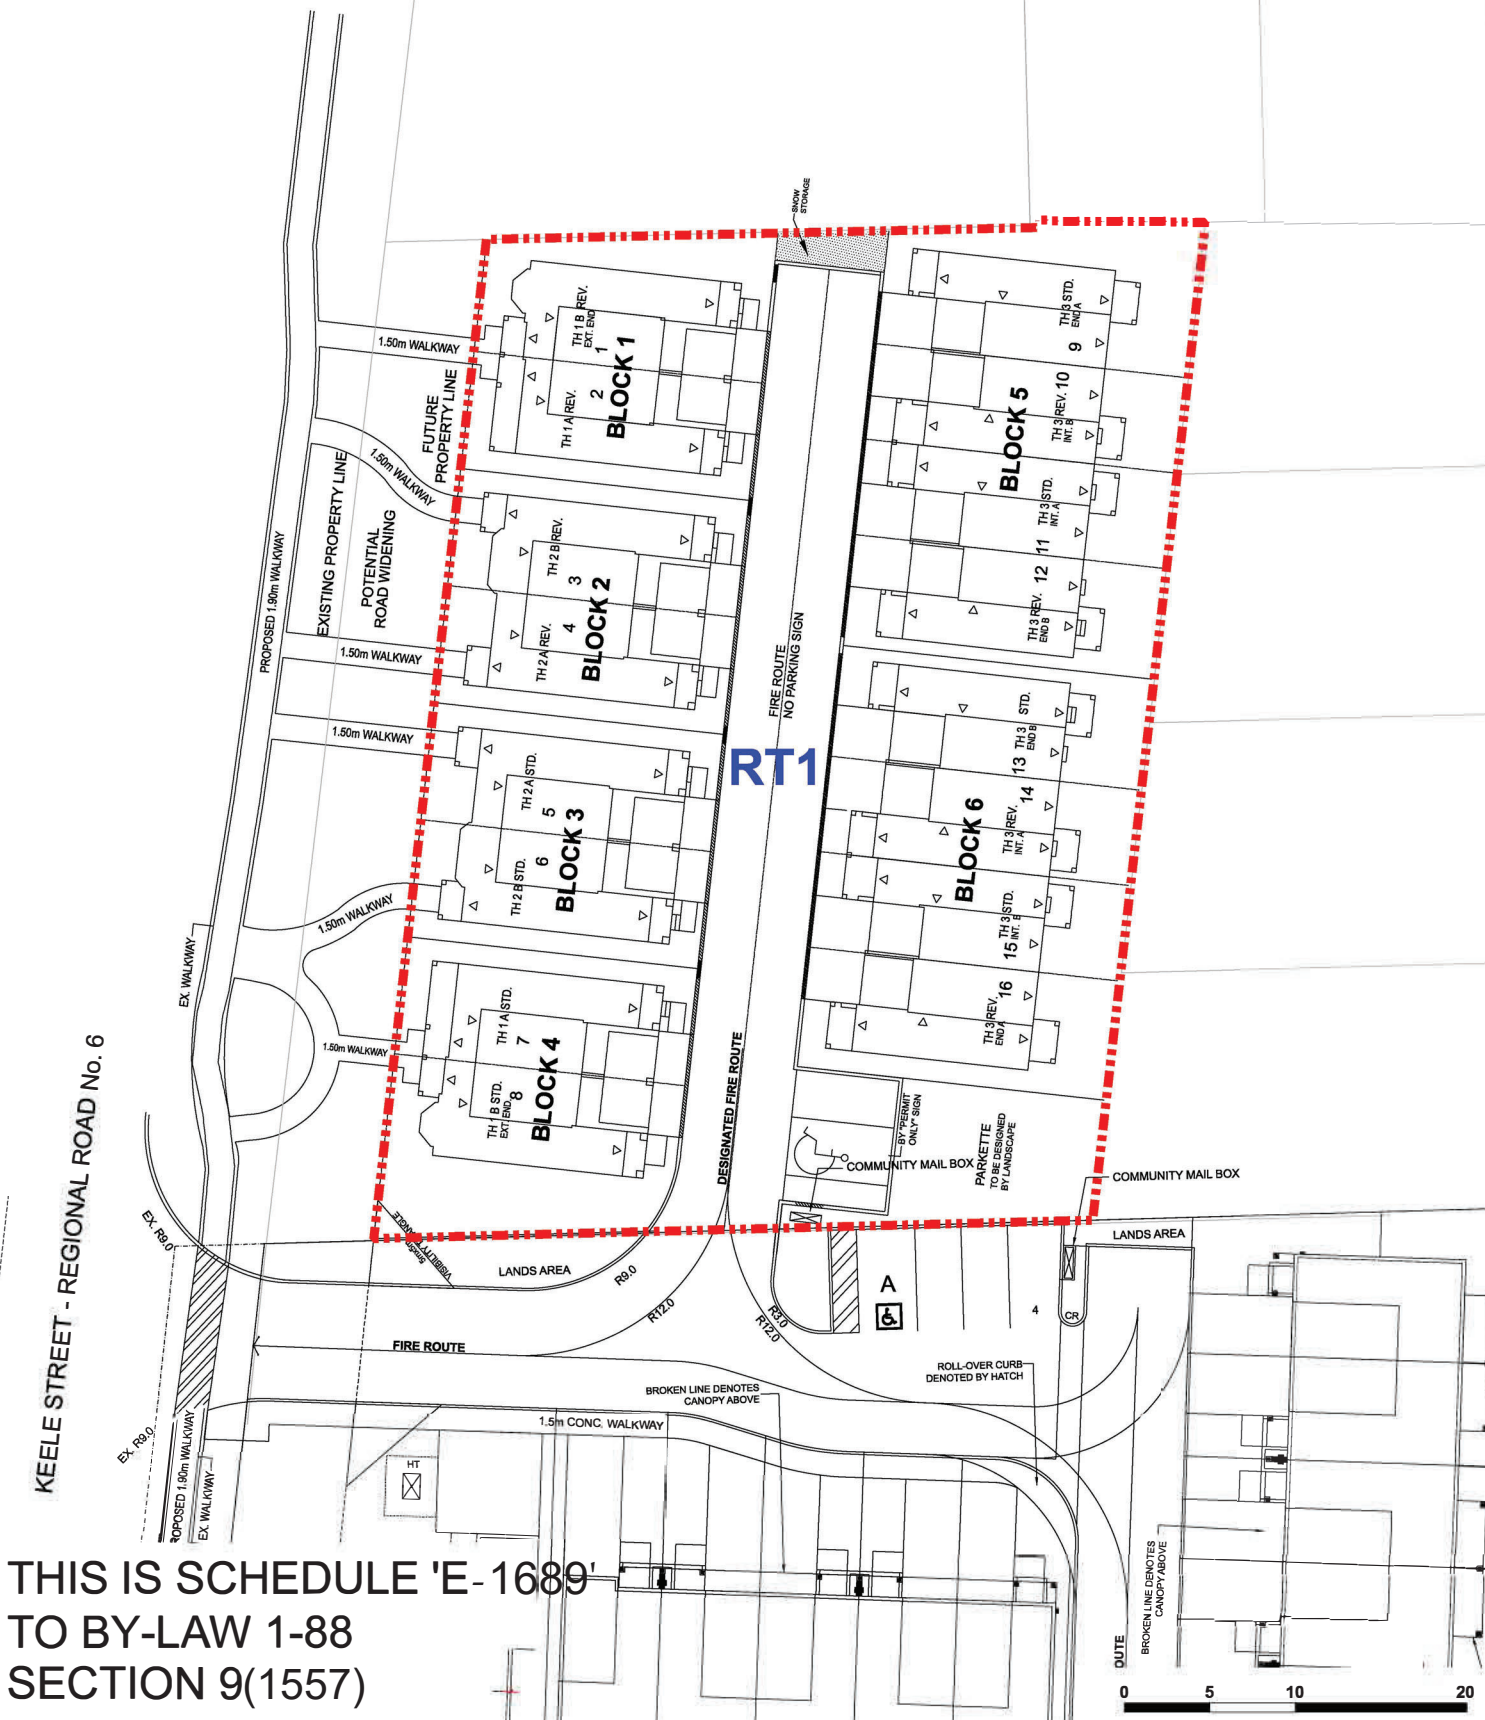 SNOW
STORAGE
1.50m WALKWAY
FUTURE
PROPERTY LINE
1.50m WALKWAY
EXISTING PROPERTY LINE
POTENTIAL
ROAD WIDENING
PROPOSED 1.90m WALKWAY
1.50m WALKWAY
1.50m WALKWAY
1.50m WALKWAY
EX. WALKWAY
1.50m WALKWAY
TH 1 B REV.
EXT. END
1
TH 1 A REV.
2
BLOCK 1
TH 2 B REV.
3
TH 2 A REV.
4
BLOCK 2
TH 2 A STD.
5
TH 2 B STD.
6
BLOCK 3
TH 1 A STD.
7
TH 1 B STD.
EXT. END
8
BLOCK 4
FIRE ROUTE
NO PARKING SIGN
RT1
DESIGNATED FIRE ROUTE
TH 3 STD.
END A
9
TH 3 REV.
INT. B
10
BLOCK 5
TH 3 STD.
INT. A
11
TH 3 REV.
END B
12
TH 3 STD.
END B
13
TH 3 REV.
INT. A
14
BLOCK 6
TH 3 STD.
INT. B
15
TH 3 REV.
END A
16
BY "PERMIT
ONLY" SIGN
COMMUNITY MAIL BOX
PARKETTE
TO BE DESIGNED
BY LANDSCAPE
COMMUNITY MAIL BOX
LANDS AREA
KEELE STREET - REGIONAL ROAD No. 6
EX. R9.0
VISIBILITY TRIANGLE
LANDS AREA
R9.0
R12.0
R3.0
R12.0
A
4
CR
FIRE ROUTE
ROLL-OVER CURB
DENOTED BY HATCH
BROKEN LINE DENOTES
CANOPY ABOVE
1.5m CONC. WALKWAY
EX. R9.0
ROPOSED 1.90m WALKWAY
EX. WALKWAY
HT
BROKEN LINE DENOTES
CANOPY ABOVE
OUTE
THIS IS SCHEDULE 'E-1689'
TO BY-LAW 1-88
SECTION 9(1557)
0 5 10 20